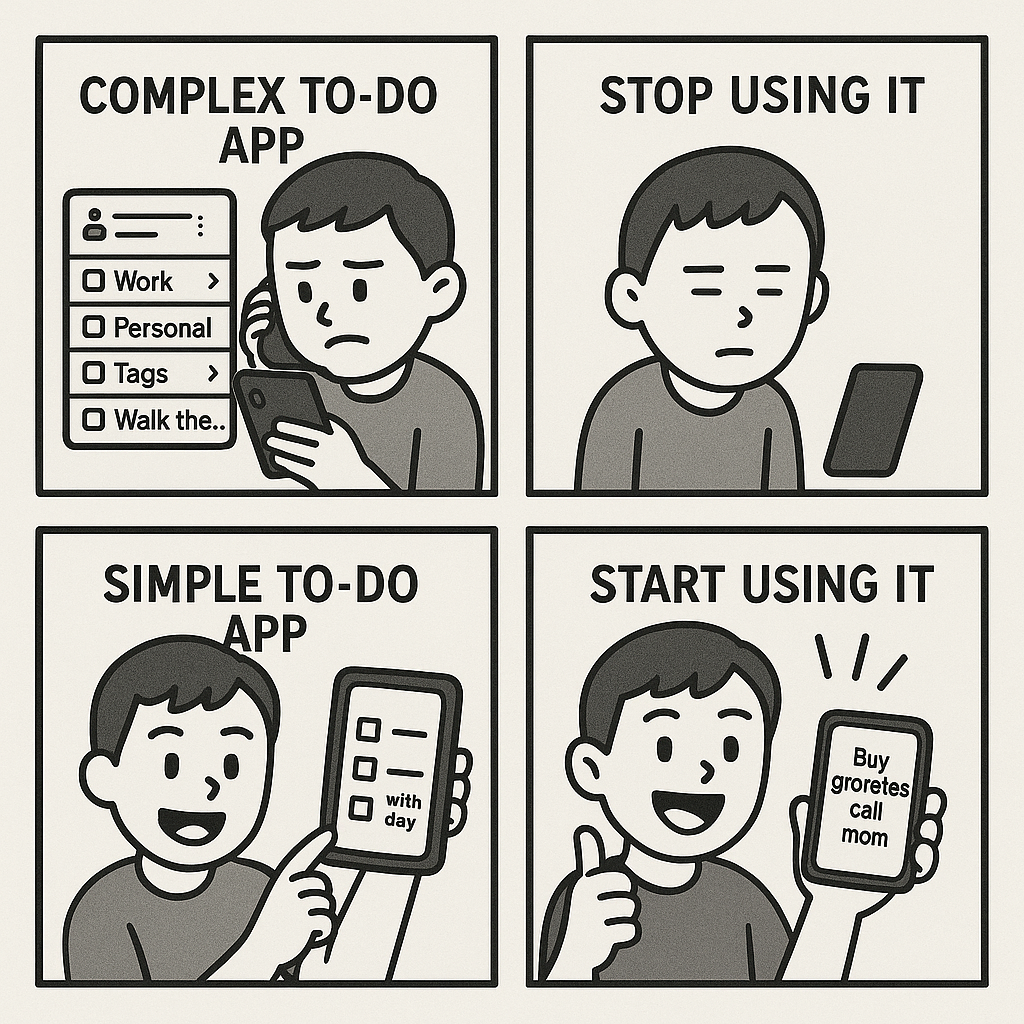 COMPLEX TO-DO
APP
Work
Personal
Tags
Walk the..
STOP USING IT
SIMPLE TO-DO
APP
with
day
START USING IT
Buy
groretes
call
mom